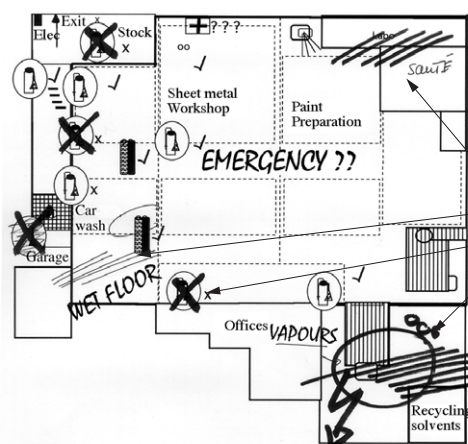 Exit x
Elec
Stock
x
???
Labo
SANTÉ
Sheet metal
Workshop
Paint
Preparation
x
EMERGENCY ??
x
Car
wash
Garage
WET FLOOR
x
Offices
VAPOURS
Recycling
solvents